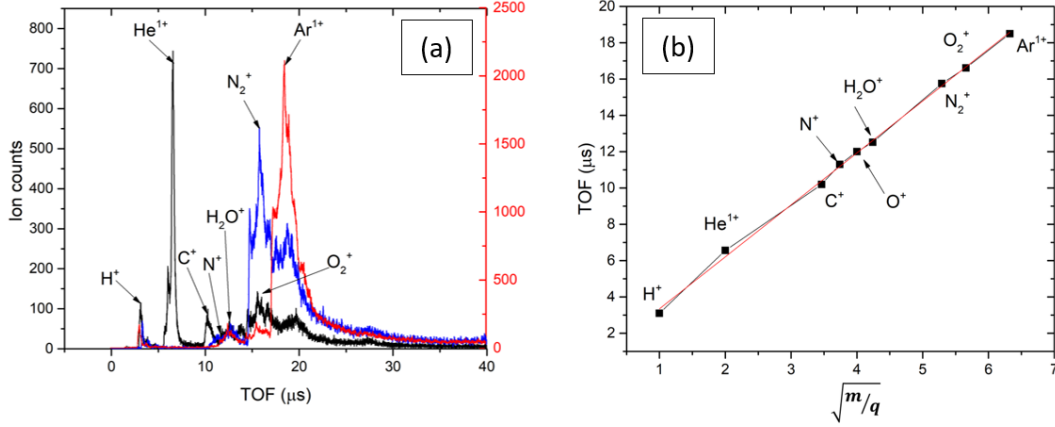 (a)
He¹⁺
Ar¹⁺
N₂⁺
H₂O⁺
C⁺
N⁺
H⁺
O₂⁺
800
700
600
500
400
300
200
100
0
Ion counts
2500
2000
1500
1000
500
0
0 10 20 30 40
TOF (μs)
(b)
O₂⁺
Ar¹⁺
H₂O⁺
N₂⁺
N⁺
O⁺
C⁺
He¹⁺
H⁺
20
18
16
14
12
10
8
6
4
2
TOF (μs)
1 2 3 4 5 6 7
√m/q